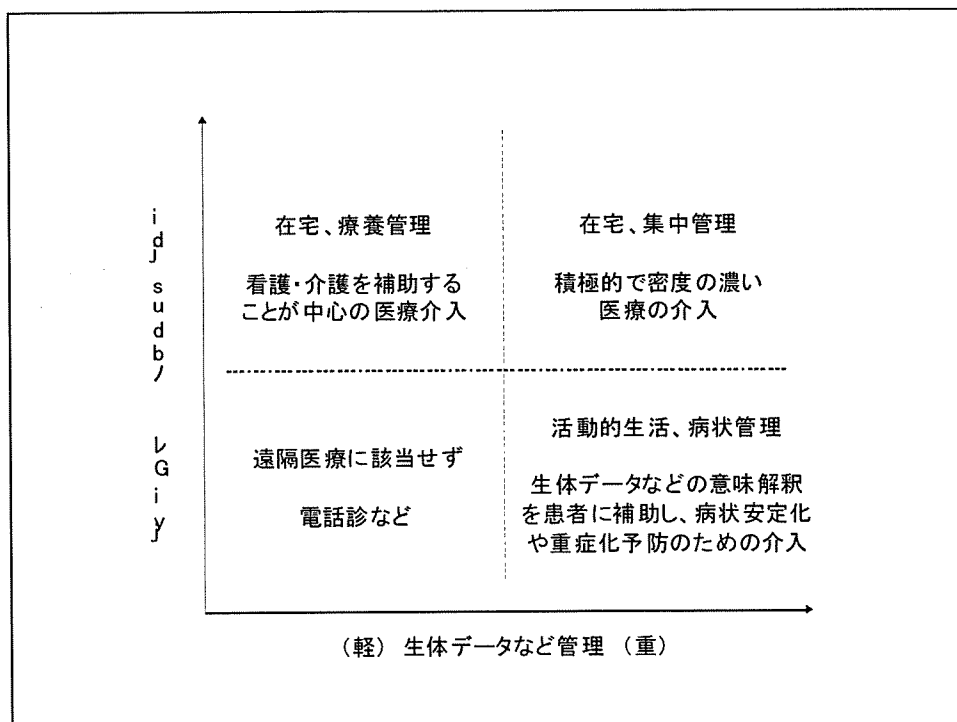 在宅、療養管理
看護・介護を補助する
ことが中心の医療介入
在宅、集中管理
積極的で密度の濃い
医療の介入
遠隔医療に該当せず
電話診など
活動的生活、病状管理
生体データなどの意味解釈
を患者に補助し、病状安定化
や重症化予防のための介入
（軽） 生体データなど管理 （重）